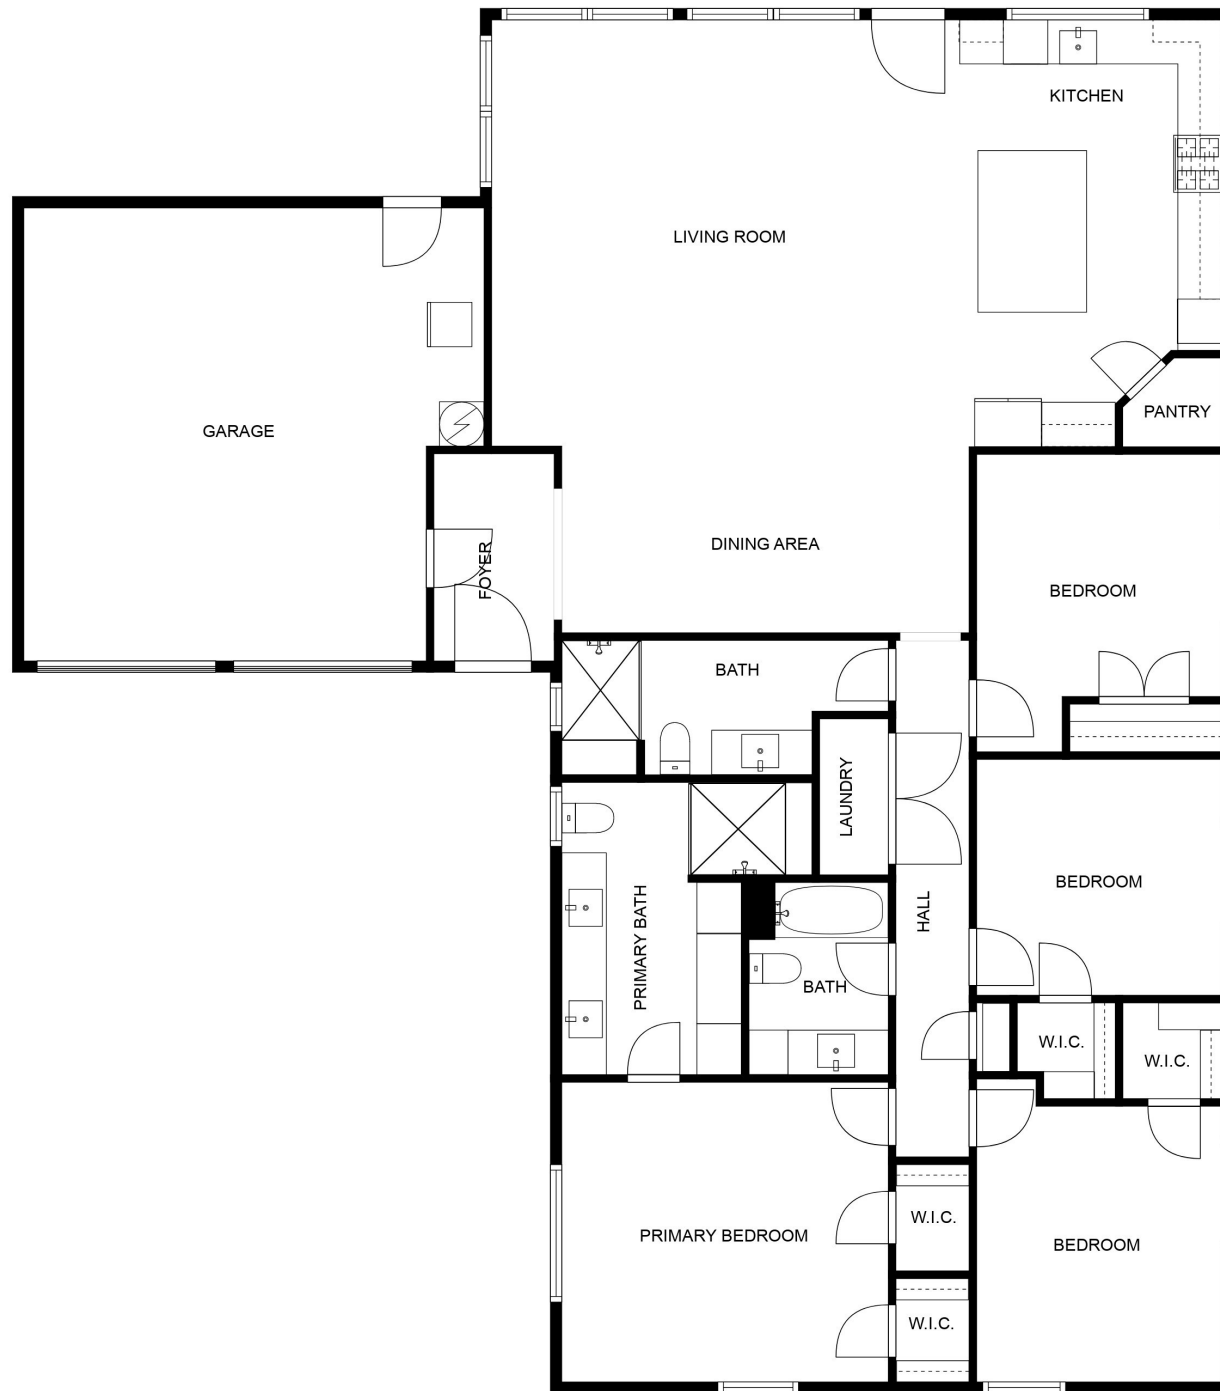 KITCHEN
LIVING ROOM
PANTRY
GARAGE
DINING AREA
FOYER
BEDROOM
BATH
LAUNDRY
BEDROOM
HALL
PRIMARY BATH
BATH
W.I.C.
W.I.C.
W.I.C.
PRIMARY BEDROOM
BEDROOM
W.I.C.